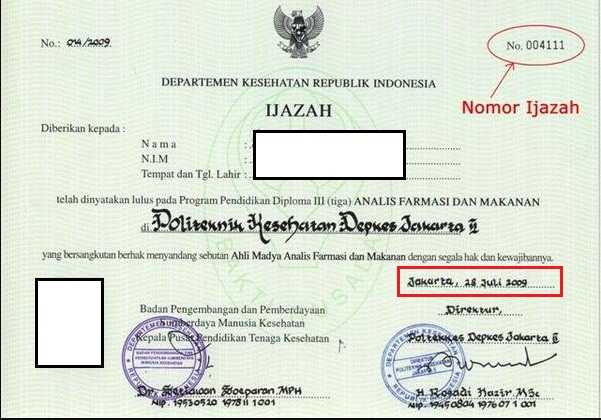 No.: 014/2009
No. 004111
Nomor Ijazah
DEPARTEMEN KESEHATAN REPUBLIK INDONESIA
IJAZAH
Diberikan kepada :
N a m a :
N.I.M :
Tempat dan Tgl. Lahir :
telah dinyatakan lulus pada Program Pendidikan Diploma III (tiga) ANALIS FARMASI DAN MAKANAN
di Politeknik Kesehatan Depkes Jakarta II
yang bersangkutan berhak menyandang sebutan Ahli Madya Analis Farmasi dan Makanan dengan segala hak dan kewajibannya.
Jakarta, 28 Juli 2009
Badan Pengembangan dan Pemberdayaan
Sumberdaya Manusia Kesehatan
Kepala Pusat Pendidikan Tenaga Kesehatan
Direktur,
Politeknik Depkes Jakarta II
Dr. Setiawan Soeparan, MPH
Nip. 19530520 197811 1 001
H. Rosadi Nazir MSc
Nip. 19450804 197607 1 001